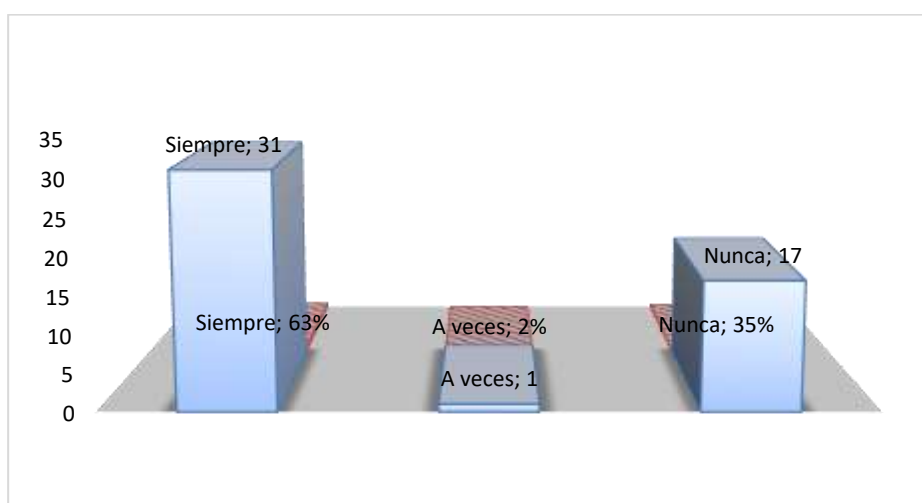 Siempre; 31
35
30
25
20
15
10
5
0
Nunca; 17
Siempre; 63%
A veces; 2%
Nunca; 35%
A veces; 1